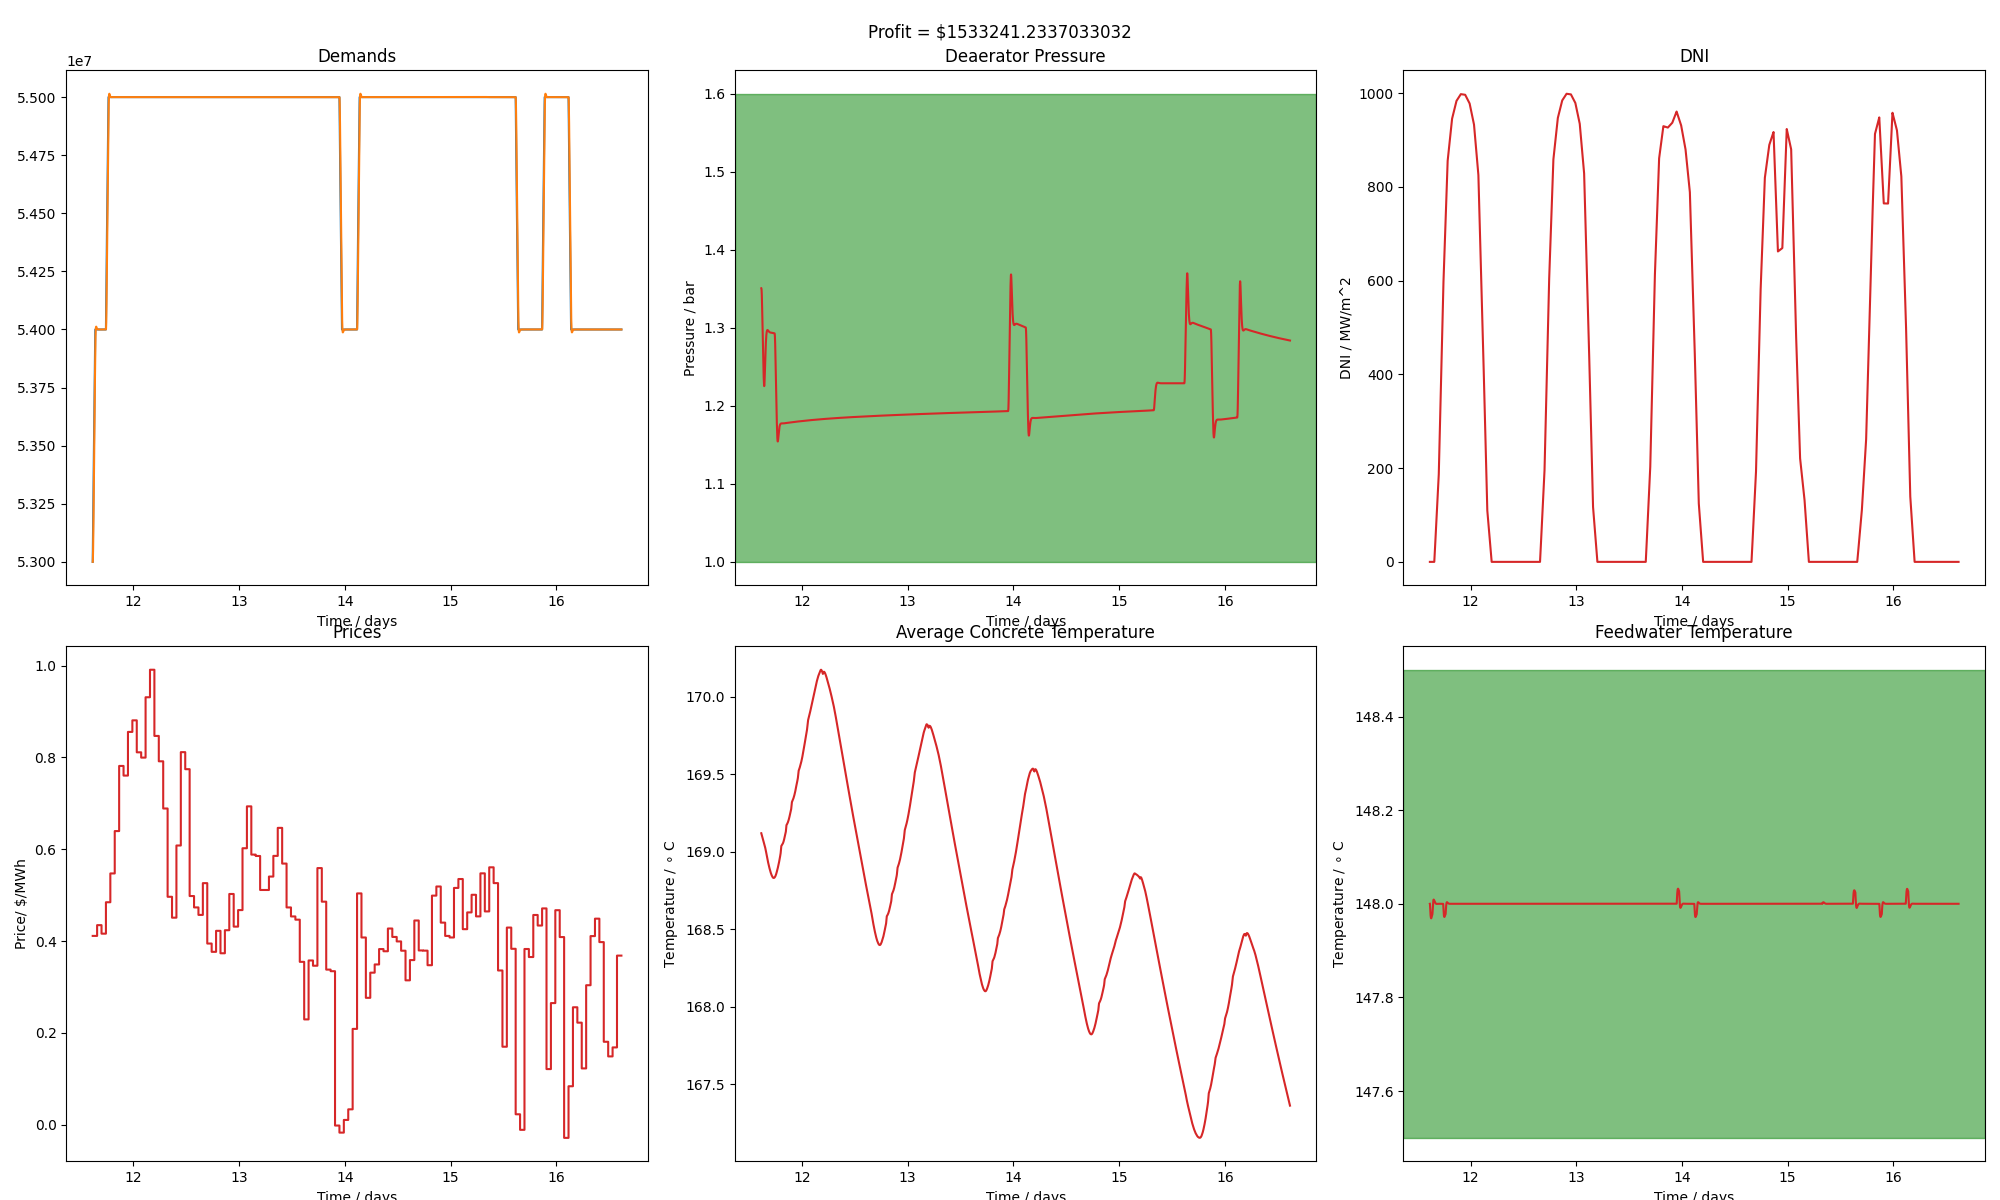 Profit = $1533241.2337033032
Demands
1e7
5.500
5.475
5.450
5.425
5.400
5.375
5.350
5.325
5.300
12 13 14 15 16
Time / days
Deaerator Pressure
Pressure / bar
1.6
1.5
1.4
1.3
1.2
1.1
1.0
12 13 14 15 16
Time / days
DNI
DNI / MW/m^2
1000
800
600
400
200
0
12 13 14 15 16
Time / days
Prices
Price/ $/MWh
1.0
0.8
0.6
0.4
0.2
0.0
12 13 14 15 16
Time / days
Average Concrete Temperature
Temperature / ∘ C
170.0
169.5
169.0
168.5
168.0
167.5
12 13 14 15 16
Time / days
Feedwater Temperature
Temperature / ∘ C
148.4
148.2
148.0
147.8
147.6
12 13 14 15 16
Time / days